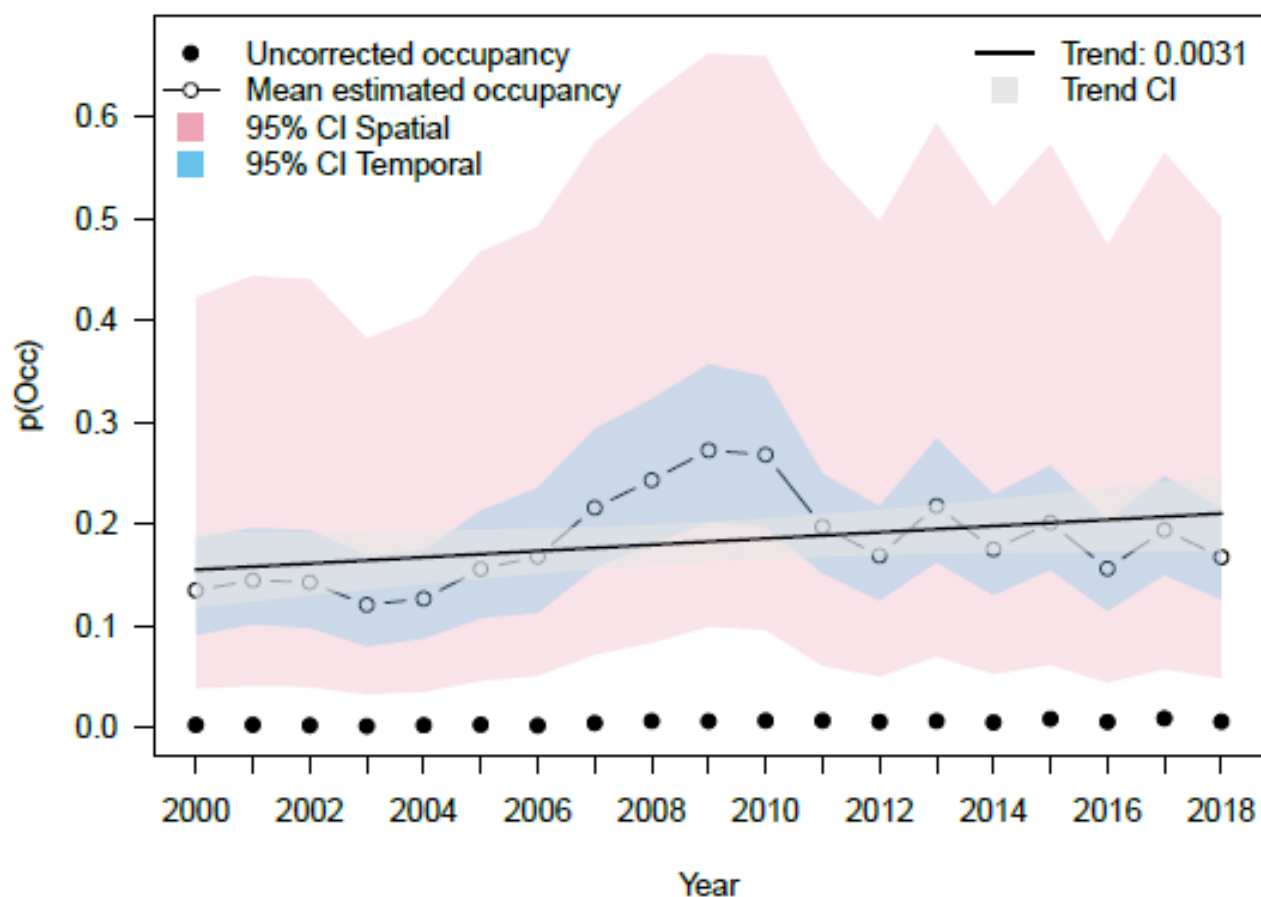 Uncorrected occupancy
Mean estimated occupancy
95% CI Spatial
95% CI Temporal
Trend: 0.0031
Trend CI
p(Occ)
0.6
0.5
0.4
0.3
0.2
0.1
0.0
2000 2002 2004 2006 2008 2010 2012 2014 2016 2018
Year